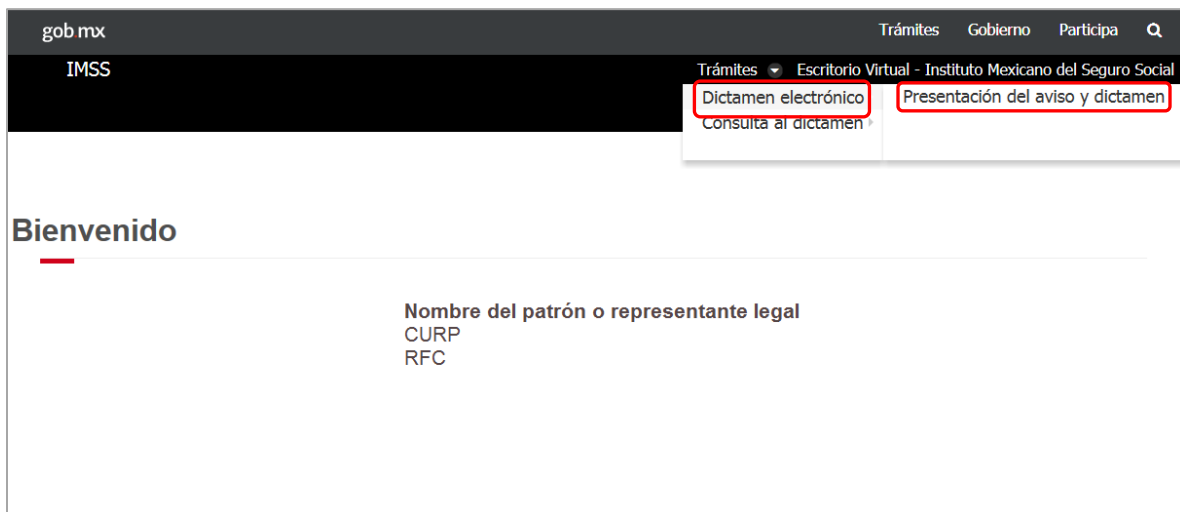 gob.mx Trámites Gobierno Participa
IMSS Trámites Escritorio Virtual - Instituto Mexicano del Seguro Social
Dictamen electrónico Presentación del aviso y dictamen
Consulta al dictamen
Bienvenido
Nombre del patrón o representante legal
CURP
RFC